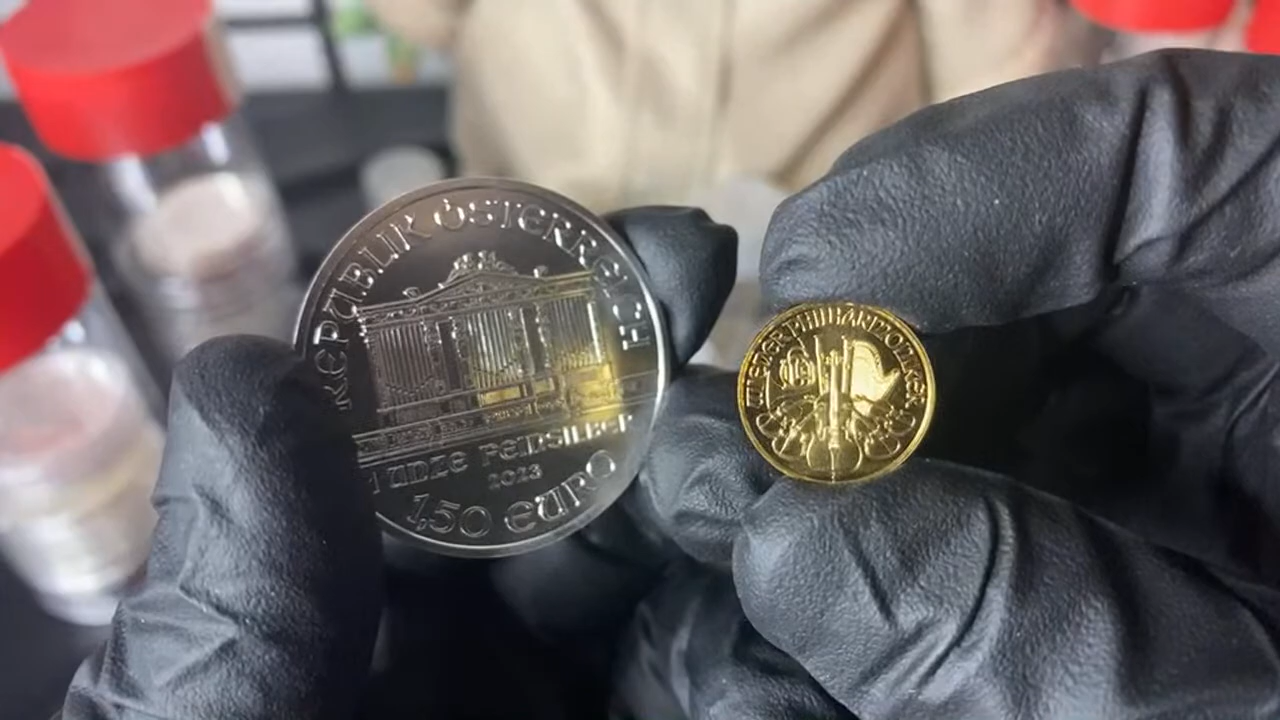 REPUBLIK ÖSTERREICH
1 UNZE FEINSILBER
2023
1,50 EURO
WIENER PHILHARMONIKER